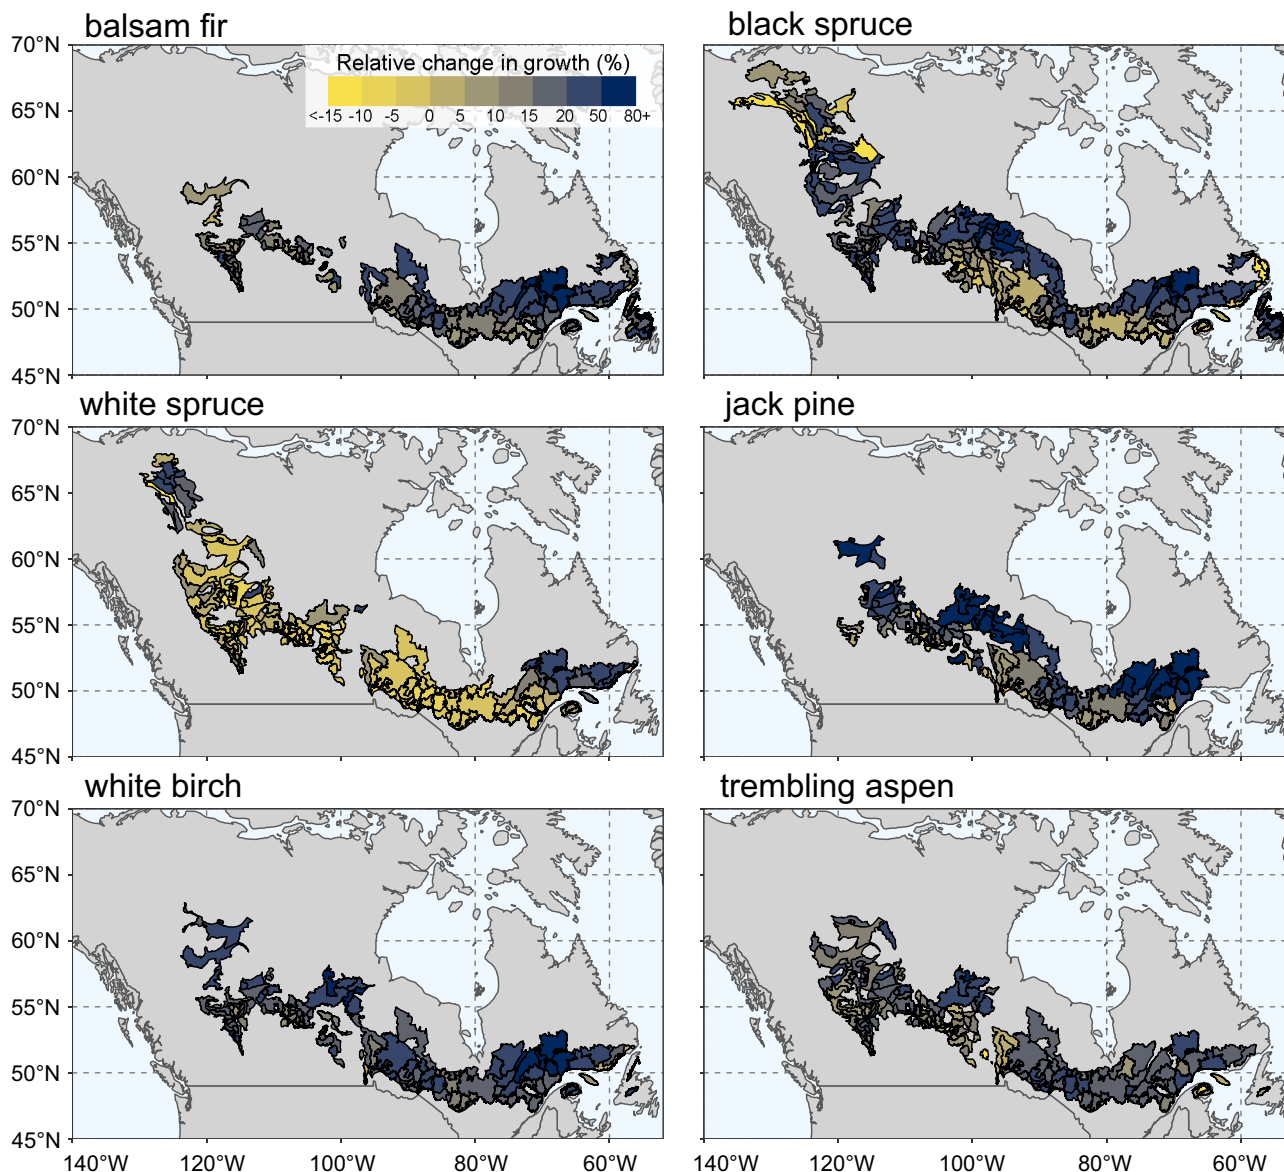 balsam fir
black spruce
70°N
65°N
60°N
55°N
50°N
45°N
Relative change in growth (%)
<-15 -10 -5 0 5 10 15 20 50 80+
white spruce
jack pine
70°N
65°N
60°N
55°N
50°N
45°N
white birch
trembling aspen
70°N
65°N
60°N
55°N
50°N
45°N
140°W 120°W 100°W 80°W 60°W
140°W 120°W 100°W 80°W 60°W